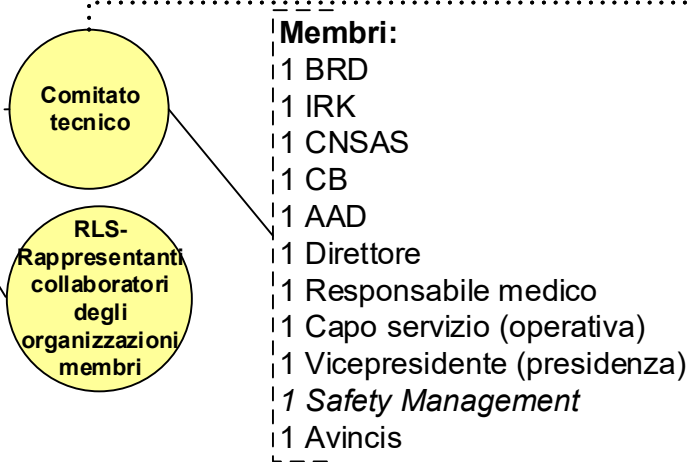 Comitato
tecnico
RLS-
Rappresentanti
collaboratori
degli
organizzazioni
membri
Membri:
1 BRD
1 IRK
1 CNSAS
1 CB
1 AAD
1 Direttore
1 Responsabile medico
1 Capo servizio (operativa)
1 Vicepresidente (presidenza)
1 Safety Management
1 Avincis